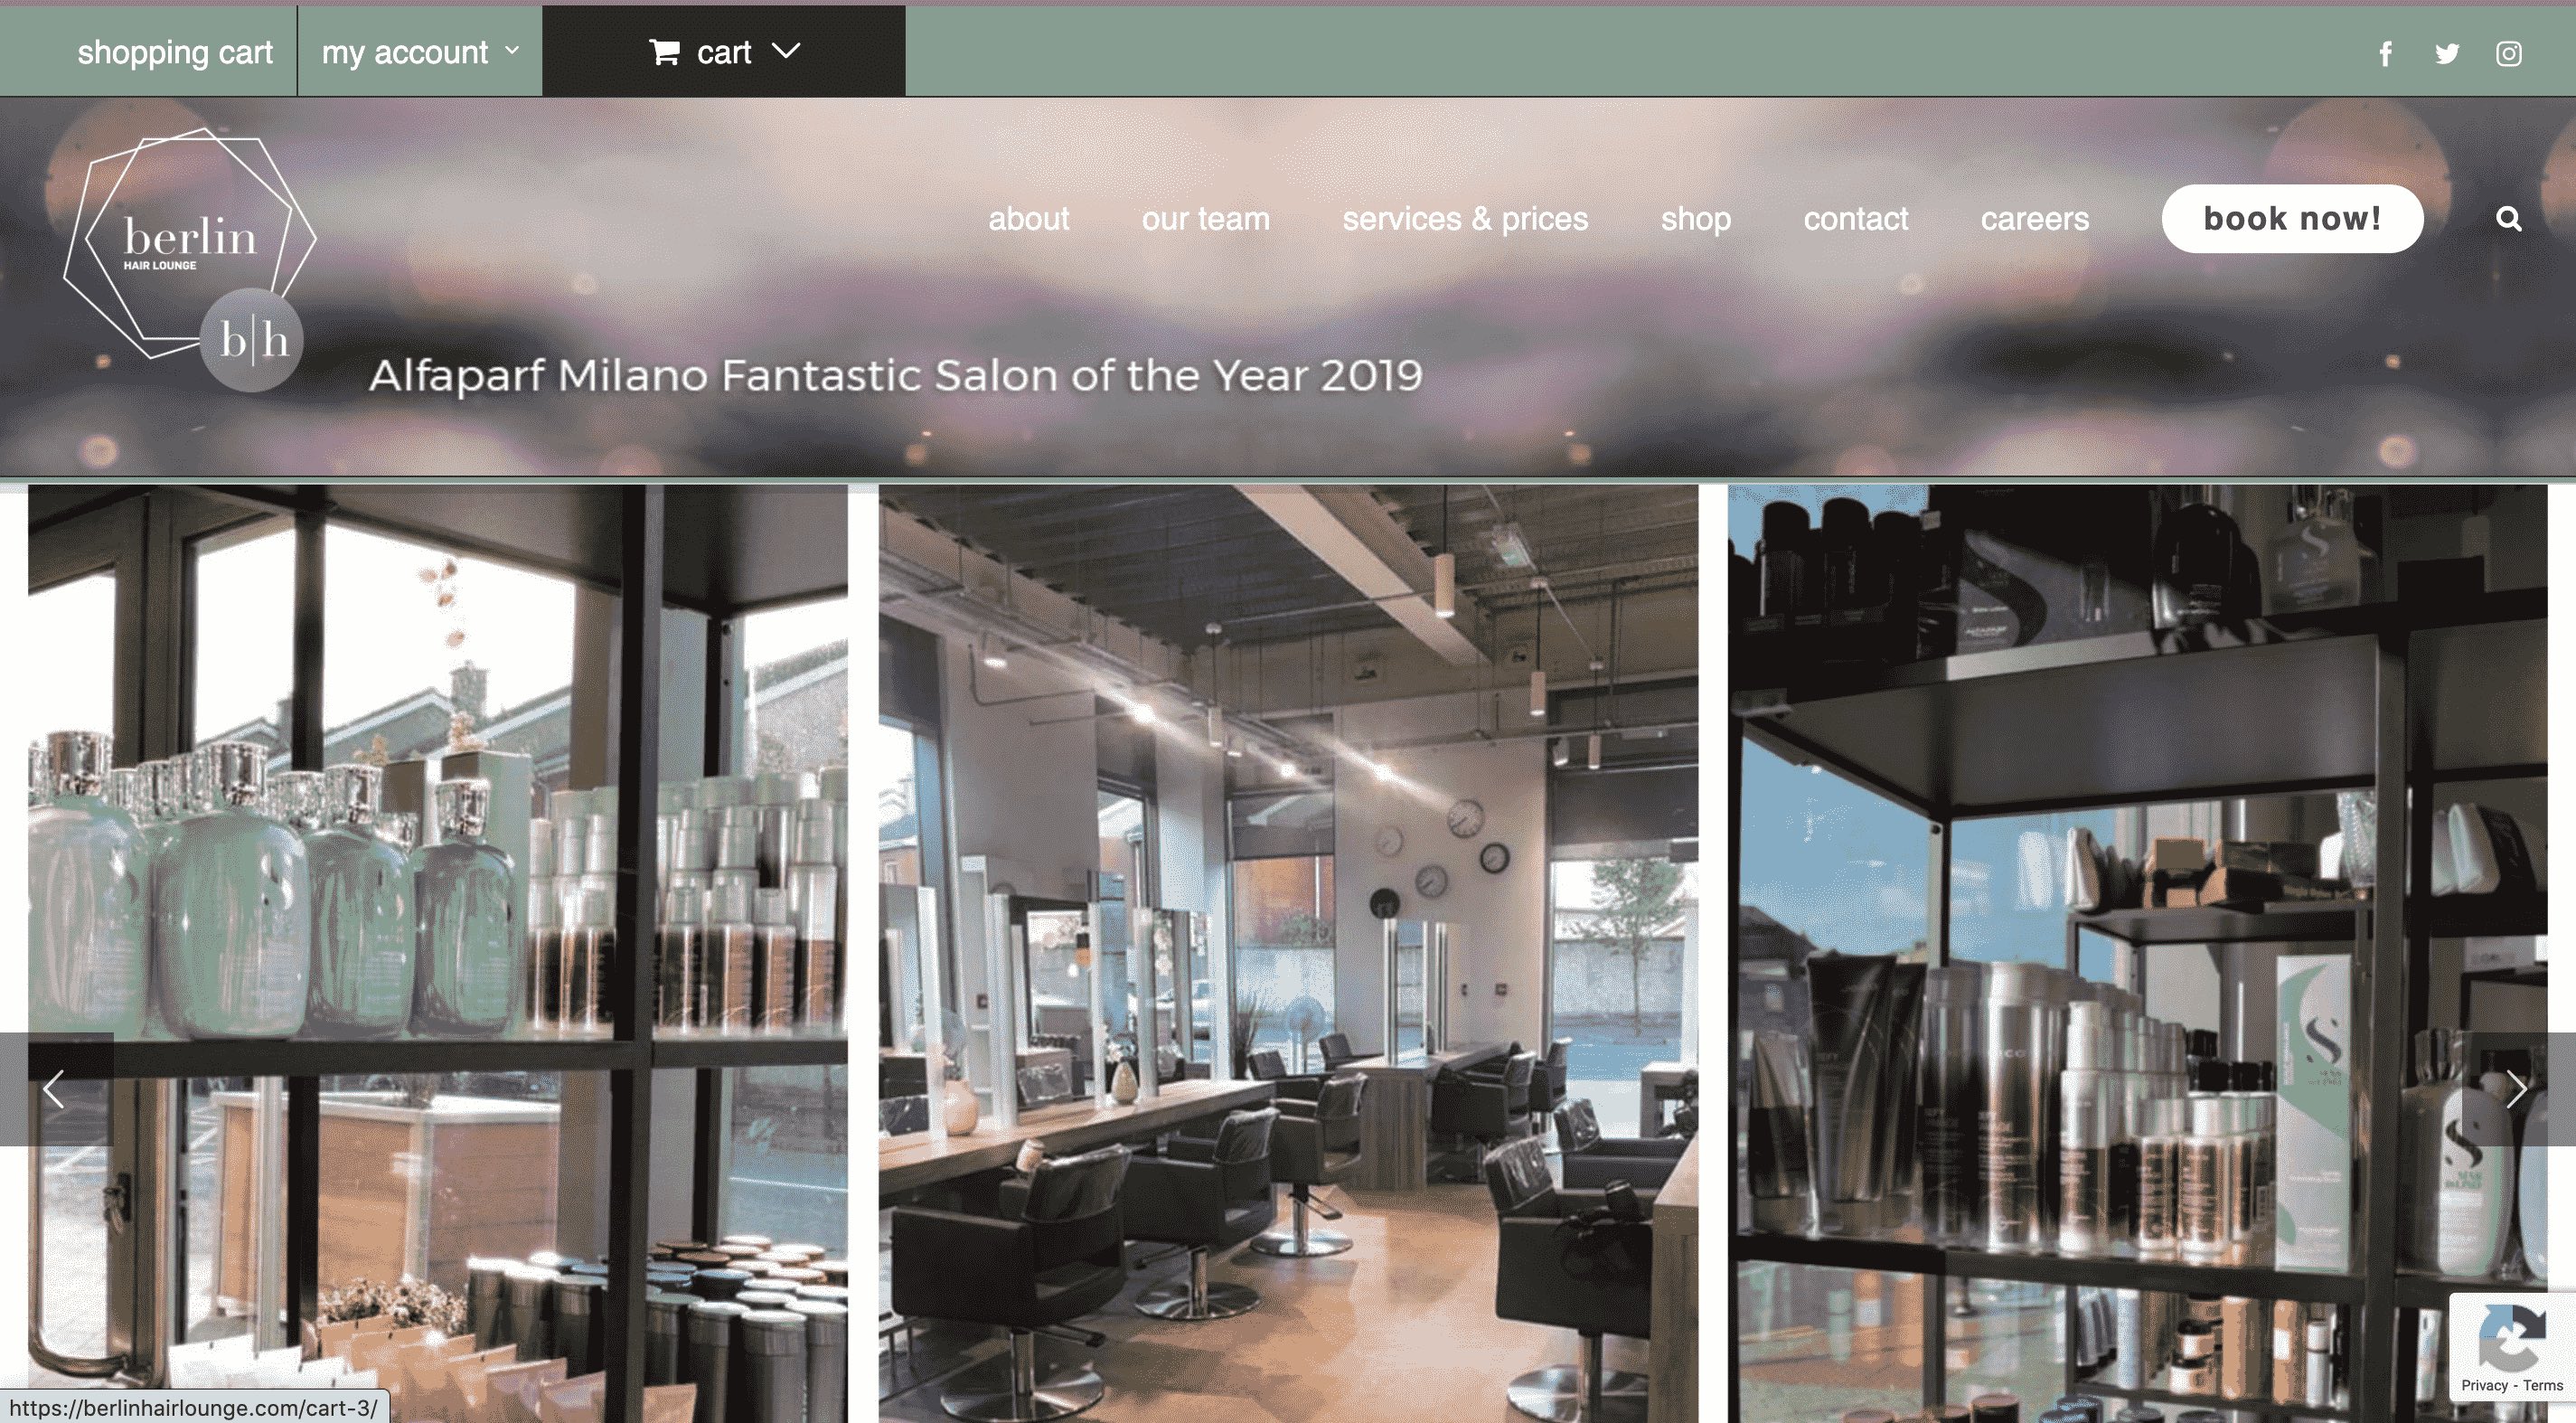 shopping cart
my account
cart
berlin
HAIR LOUNGE
b|h
about
our team
services & prices
shop
contact
careers
book now!
Alfaparf Milano Fantastic Salon of the Year 2019
Privacy - Terms
https://berlinhairlounge.com/cart-3/